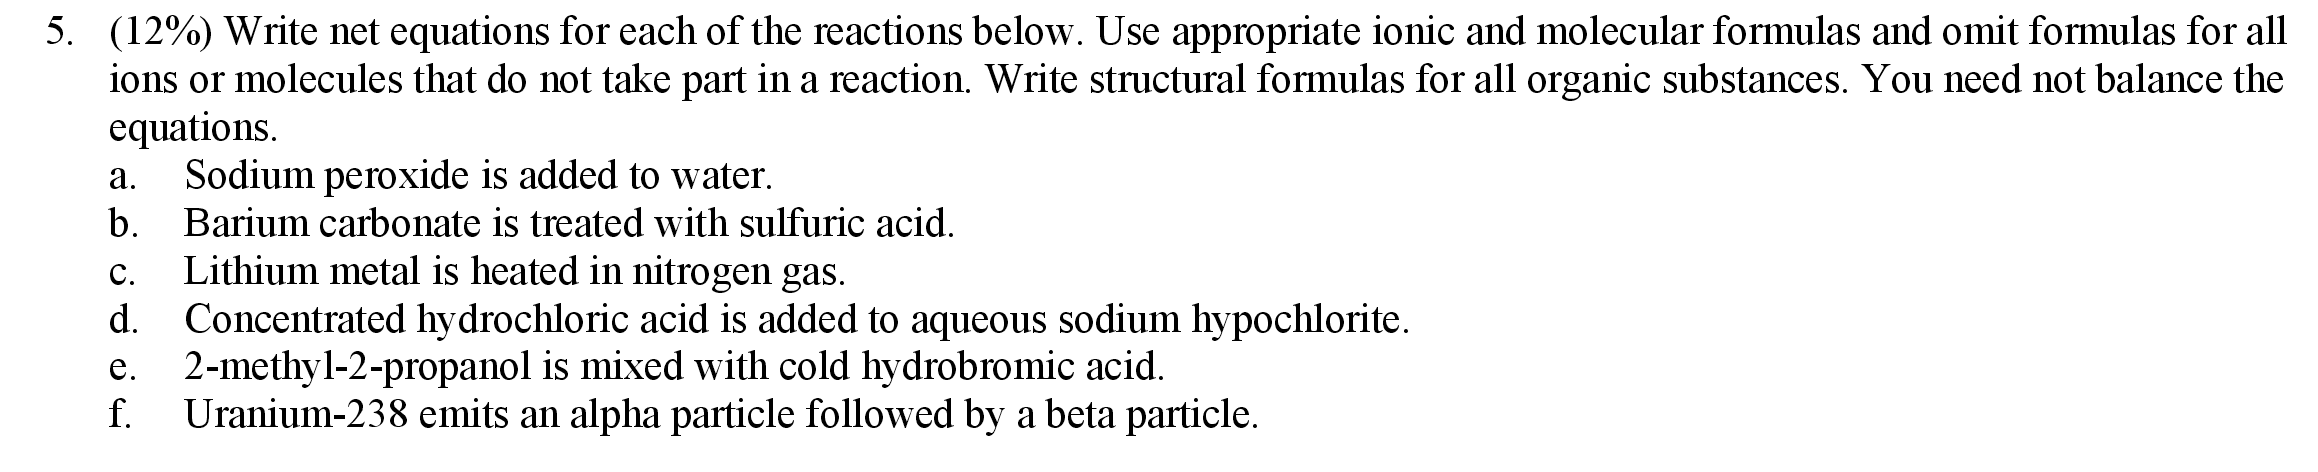 5. (12%) Write net equations for each of the reactions below. Use appropriate ionic and molecular formulas and omit formulas for all
ions or molecules that do not take part in a reaction. Write structural formulas for all organic substances. You need not balance the
equations.
a. Sodium peroxide is added to water.
b. Barium carbonate is treated with sulfuric acid.
c. Lithium metal is heated in nitrogen gas.
d. Concentrated hydrochloric acid is added to aqueous sodium hypochlorite.
e. 2-methyl-2-propanol is mixed with cold hydrobromic acid.
f. Uranium-238 emits an alpha particle followed by a beta particle.